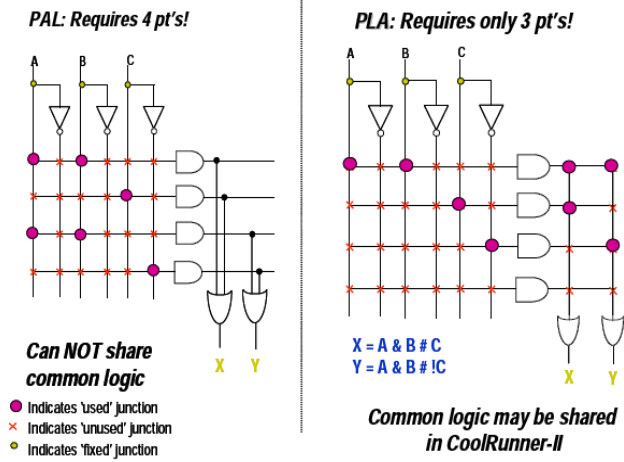 PAL: Requires 4 pt's!
A B C
X Y
Can NOT share
common logic
Indicates 'used' junction
Indicates 'unused' junction
Indicates 'fixed' junction
PLA: Requires only 3 pt's!
A B C
X = A & B # C
Y = A & B # !C
X Y
Common logic may be shared
in CoolRunner-II